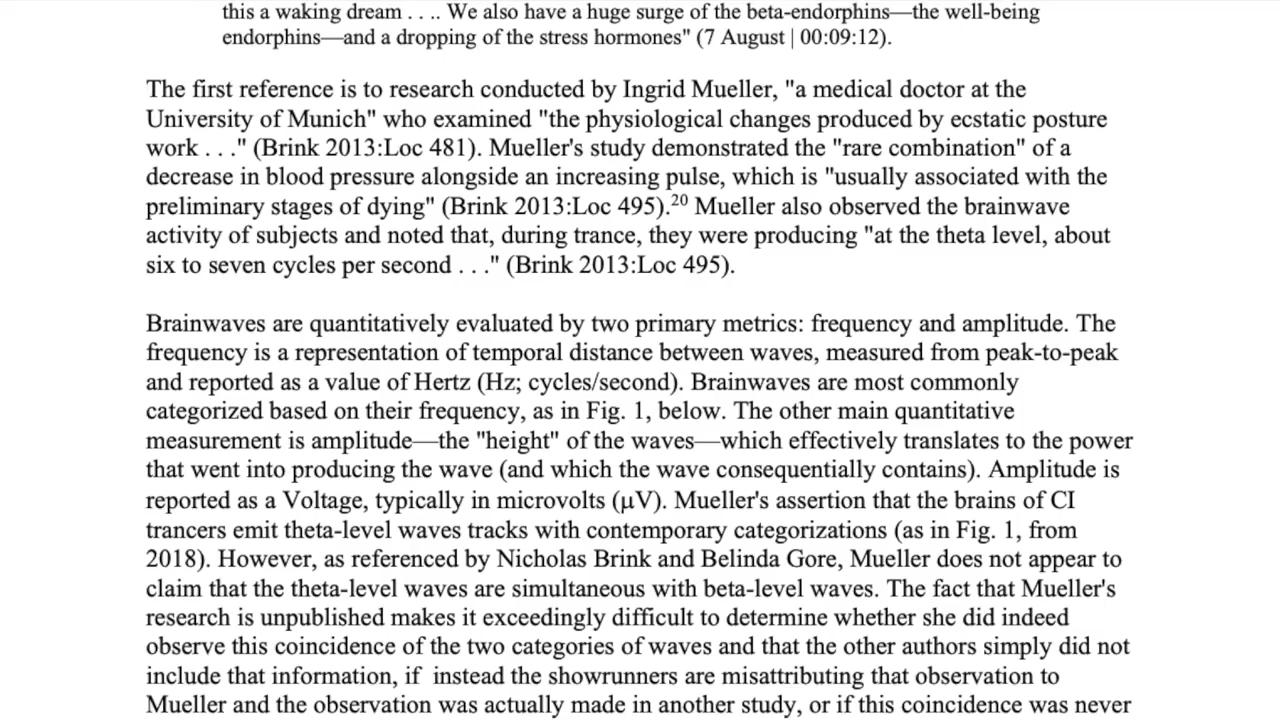 this a waking dream . . .. We also have a huge surge of the beta-endorphins—the well-being
endorphins—and a dropping of the stress hormones" (7 August | 00:09:12).
The first reference is to research conducted by Ingrid Mueller, "a medical doctor at the
University of Munich" who examined "the physiological changes produced by ecstatic posture
work . . ." (Brink 2013:Loc 481). Mueller's study demonstrated the "rare combination" of a
decrease in blood pressure alongside an increasing pulse, which is "usually associated with the
preliminary stages of dying" (Brink 2013:Loc 495).20 Mueller also observed the brainwave
activity of subjects and noted that, during trance, they were producing "at the theta level, about
six to seven cycles per second . . ." (Brink 2013:Loc 495).
Brainwaves are quantitatively evaluated by two primary metrics: frequency and amplitude. The
frequency is a representation of temporal distance between waves, measured from peak-to-peak
and reported as a value of Hertz (Hz; cycles/second). Brainwaves are most commonly
categorized based on their frequency, as in Fig. 1, below. The other main quantitative
measurement is amplitude—the "height" of the waves—which effectively translates to the power
that went into producing the wave (and which the wave consequentially contains). Amplitude is
reported as a Voltage, typically in microvolts (μV). Mueller's assertion that the brains of CI
trancers emit theta-level waves tracks with contemporary categorizations (as in Fig. 1, from
2018). However, as referenced by Nicholas Brink and Belinda Gore, Mueller does not appear to
claim that the theta-level waves are simultaneous with beta-level waves. The fact that Mueller's
research is unpublished makes it exceedingly difficult to determine whether she did indeed
observe this coincidence of the two categories of waves and that the other authors simply did not
include that information, if  instead the showrunners are misattributing that observation to
Mueller and the observation was actually made in another study, or if this coincidence was never